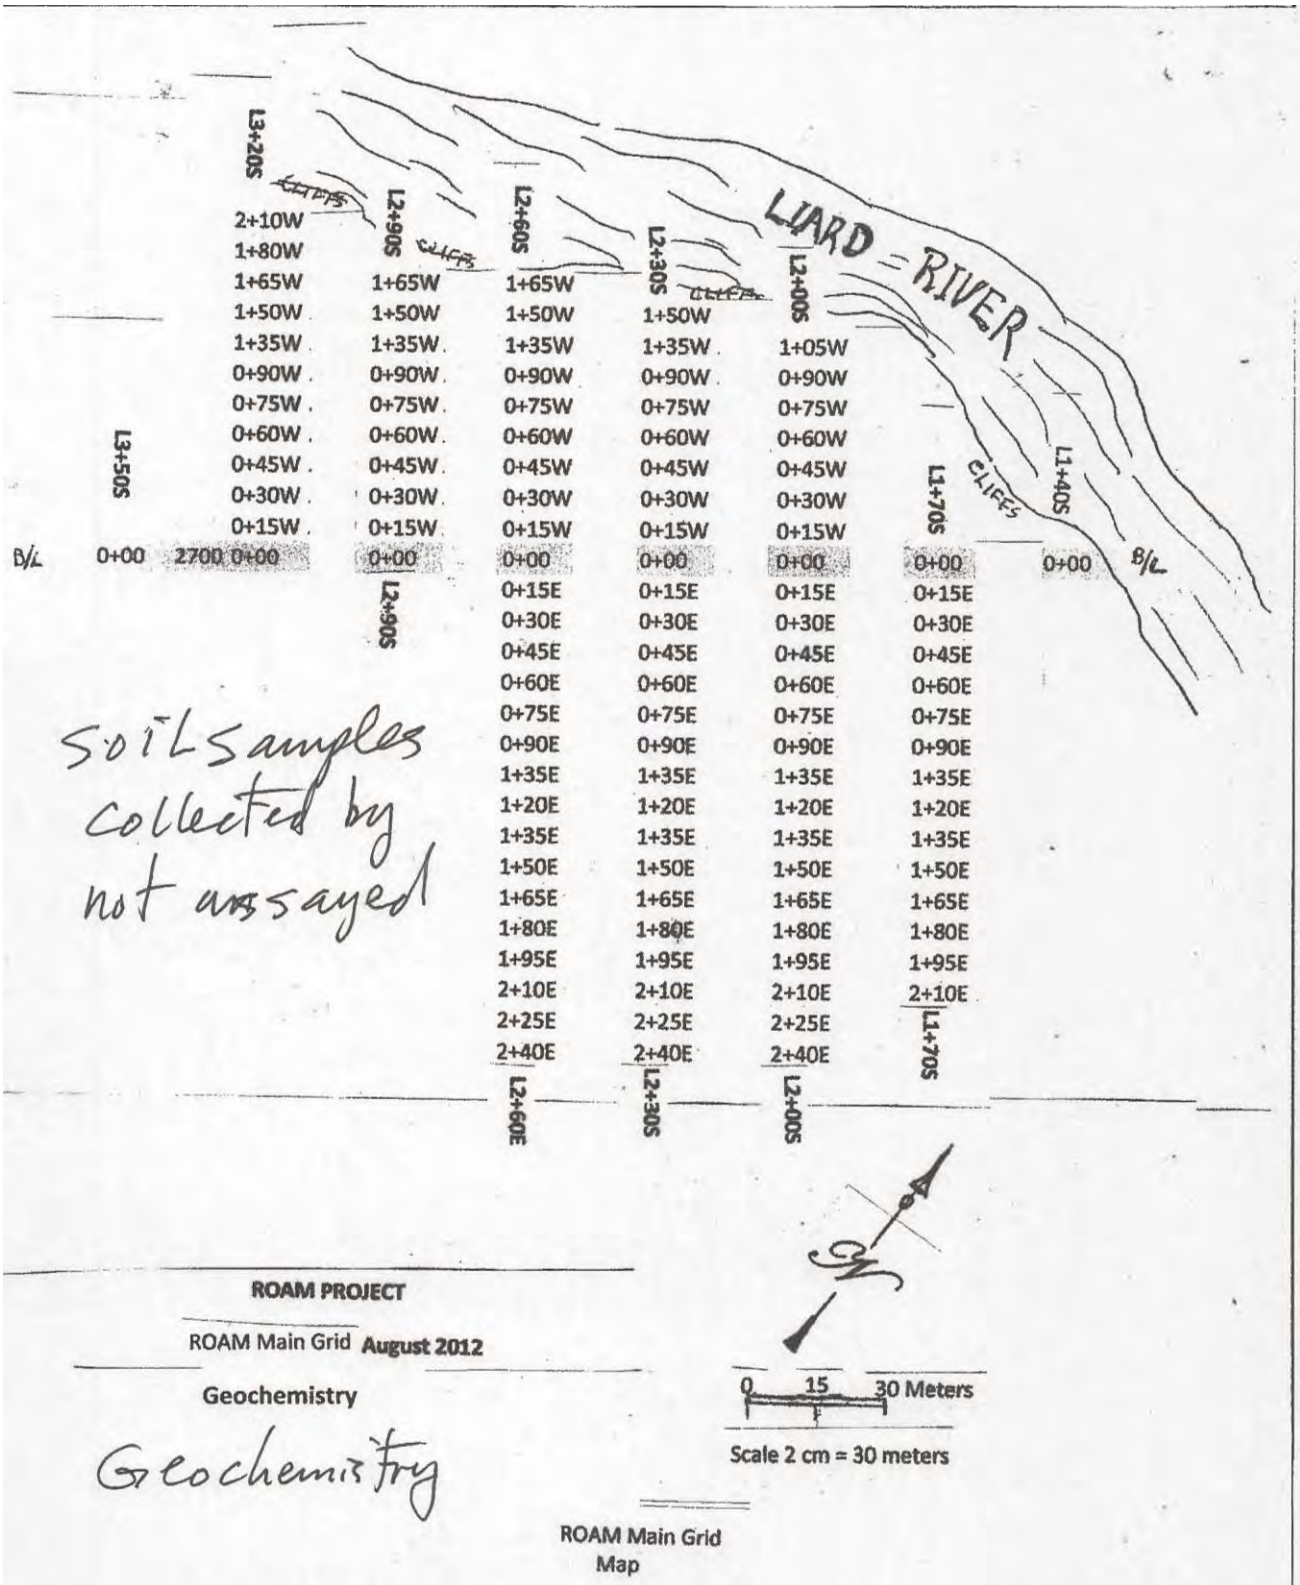 LIARD = RIVER
L3+20S
CLIFFS
L2+90S
L2+60S
CLIFFS
L2+30S
L2+00S
CLIFFS
2+10W
1+80W
1+65W 1+65W 1+65W
1+50W 1+50W 1+50W 1+50W
1+35W 1+35W 1+35W 1+35W 1+05W
0+90W 0+90W 0+90W 0+90W 0+90W
0+75W 0+75W 0+75W 0+75W 0+75W
0+60W 0+60W 0+60W 0+60W 0+60W
L3+50S
0+45W 0+45W 0+45W 0+45W 0+45W
L1+70S
CLIFFS
L1+40S
0+30W 0+30W 0+30W 0+30W 0+30W
0+15W 0+15W 0+15W 0+15W 0+15W
B/L 0+00 2700 0+00 0+00 0+00 0+00 0+00 0+00 0+00 B/L
L2+90S
0+15E 0+15E 0+15E 0+15E
0+30E 0+30E 0+30E 0+30E
0+45E 0+45E 0+45E 0+45E
0+60E 0+60E 0+60E 0+60E
0+75E 0+75E 0+75E 0+75E
0+90E 0+90E 0+90E 0+90E
1+35E 1+35E 1+35E 1+35E
1+20E 1+20E 1+20E 1+20E
1+35E 1+35E 1+35E 1+35E
1+50E 1+50E 1+50E 1+50E
1+65E 1+65E 1+65E 1+65E
1+80E 1+80E 1+80E 1+80E
1+95E 1+95E 1+95E 1+95E
2+10E 2+10E 2+10E 2+10E
2+25E 2+25E 2+25E
2+40E 2+40E 2+40E
L1+70S
L2+60E
L2+30S
L2+00S
soil samples
collected by
not assayed
N
ROAM PROJECT
ROAM Main Grid August 2012
Geochemistry
Geochemistry
0 15 30 Meters
Scale 2 cm = 30 meters
ROAM Main Grid
Map